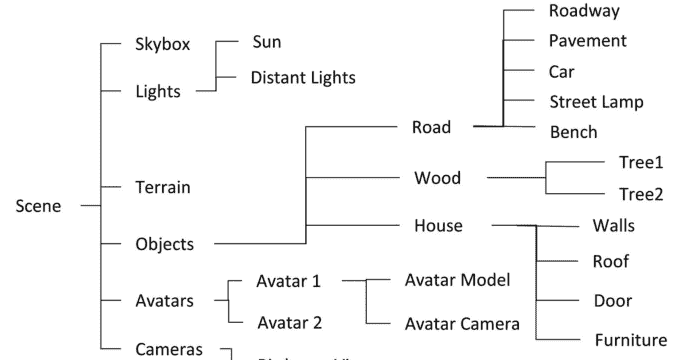 Roadway
Skybox
Sun
Pavement
Lights
Distant Lights
Car
Street Lamp
Road
Bench
Tree1
Wood
Terrain
Tree2
Scene
House
Walls
Objects
Roof
Avatar 1
Avatar Model
Avatars
Door
Avatar 2
Avatar Camera
Furniture
Cameras